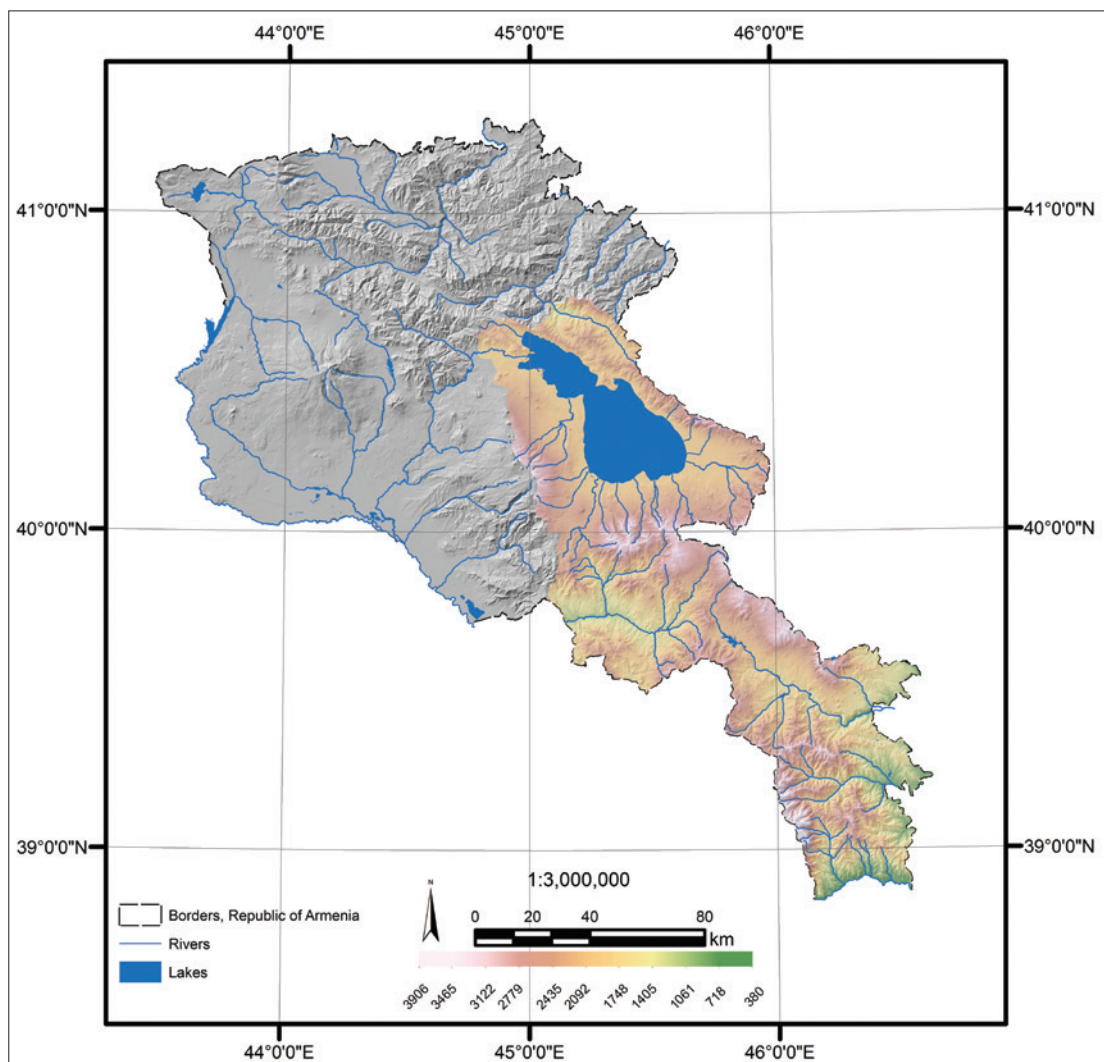 44°0'0"E 45°0'0"E 46°0'0"E
41°0'0"N 41°0'0"N
40°0'0"N 40°0'0"N
39°0'0"N 39°0'0"N
N
1:3,000,000
0 20 40 80
km
Borders, Republic of Armenia
Rivers
Lakes
3906 3465 3122 2779 2435 2092 1748 1405 1061 718 380
44°0'0"E 45°0'0"E 46°0'0"E